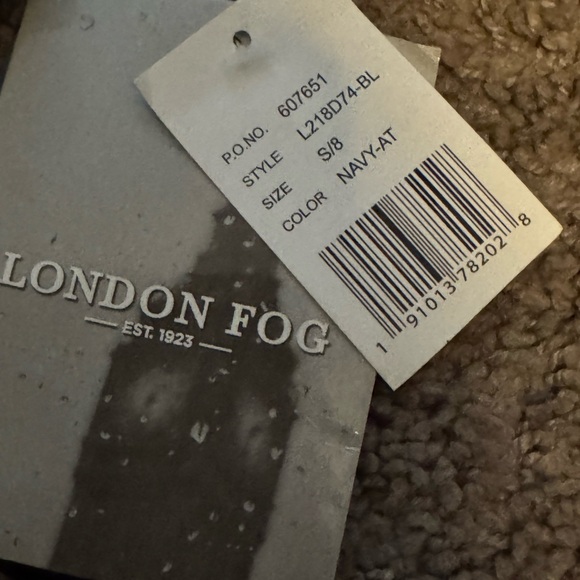 P.O.NO. 607651
STYLE L218D74-BL
SIZE S/8
COLOR NAVY-AT
1 91013 78202 8
LONDON FOG
EST. 1923